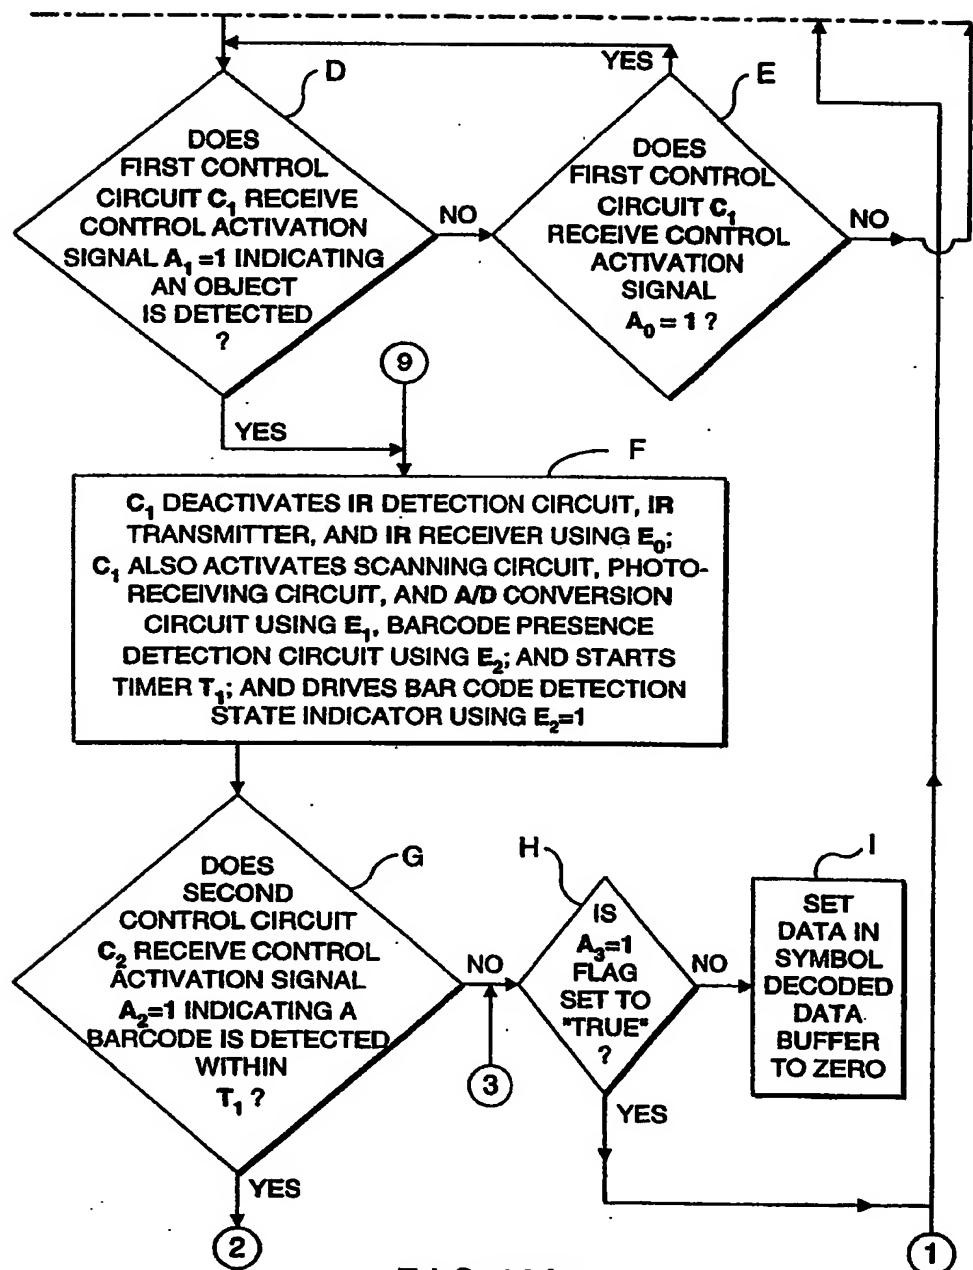 YES
D
E
DOES
FIRST CONTROL
CIRCUIT C₁ RECEIVE
CONTROL ACTIVATION
SIGNAL A₁ =1 INDICATING
AN OBJECT
IS DETECTED
?
NO
DOES
FIRST CONTROL
CIRCUIT C₁
RECEIVE CONTROL
ACTIVATION
SIGNAL
A₀ = 1 ?
NO
9
YES
F
C₁ DEACTIVATES IR DETECTION CIRCUIT, IR
TRANSMITTER, AND IR RECEIVER USING E₀;
C₁ ALSO ACTIVATES SCANNING CIRCUIT, PHOTO-
RECEIVING CIRCUIT, AND A/D CONVERSION
CIRCUIT USING E₁, BARCODE PRESENCE
DETECTION CIRCUIT USING E₂; AND STARTS
TIMER T₁; AND DRIVES BAR CODE DETECTION
STATE INDICATOR USING E₂=1
G
DOES
SECOND
CONTROL CIRCUIT
C₂ RECEIVE CONTROL
ACTIVATION SIGNAL
A₂=1 INDICATING A
BARCODE IS DETECTED
WITHIN
T₁ ?
NO
3
H
IS
A₃=1
FLAG
SET TO
"TRUE"
?
NO
I
SET
DATA IN
SYMBOL
DECODED
DATA
BUFFER
TO ZERO
YES
YES
2
1